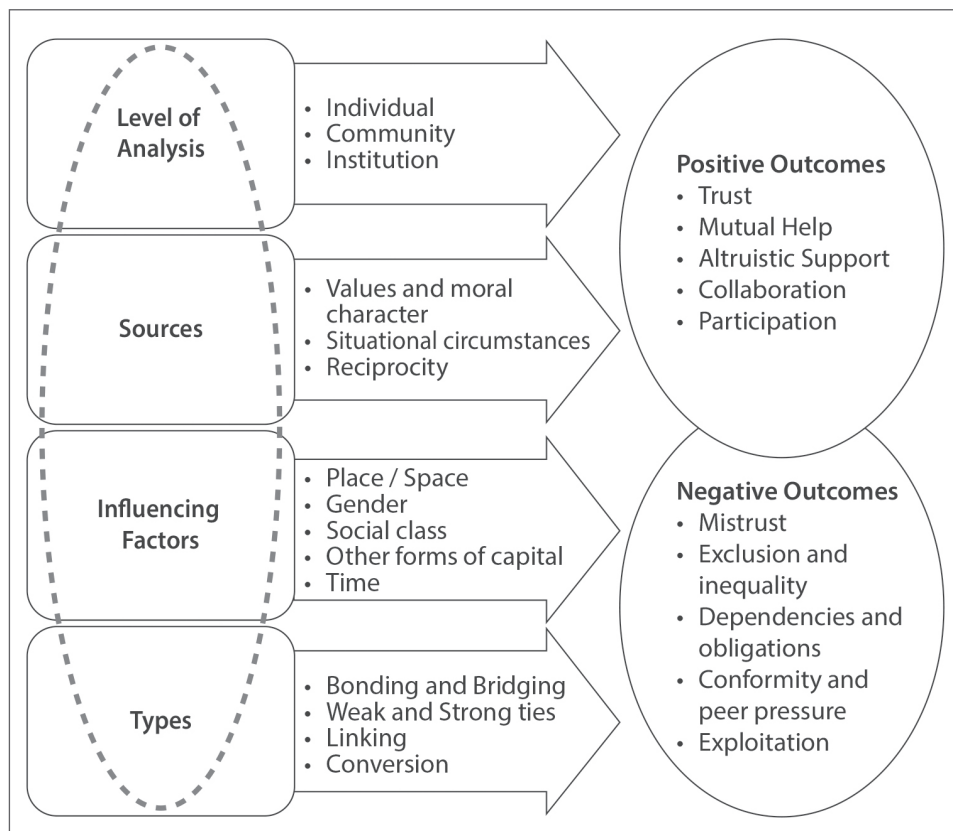 Level of
Analysis
• Individual
• Community
• Institution
Sources
• Values and moral
character
• Situational circumstances
• Reciprocity
Influencing
Factors
• Place / Space
• Gender
• Social class
• Other forms of capital
• Time
Types
• Bonding and Bridging
• Weak and Strong ties
• Linking
• Conversion
Positive Outcomes
• Trust
• Mutual Help
• Altruistic Support
• Collaboration
• Participation
Negative Outcomes
• Mistrust
• Exclusion and
inequality
• Dependencies and
obligations
• Conformity and
peer pressure
• Exploitation